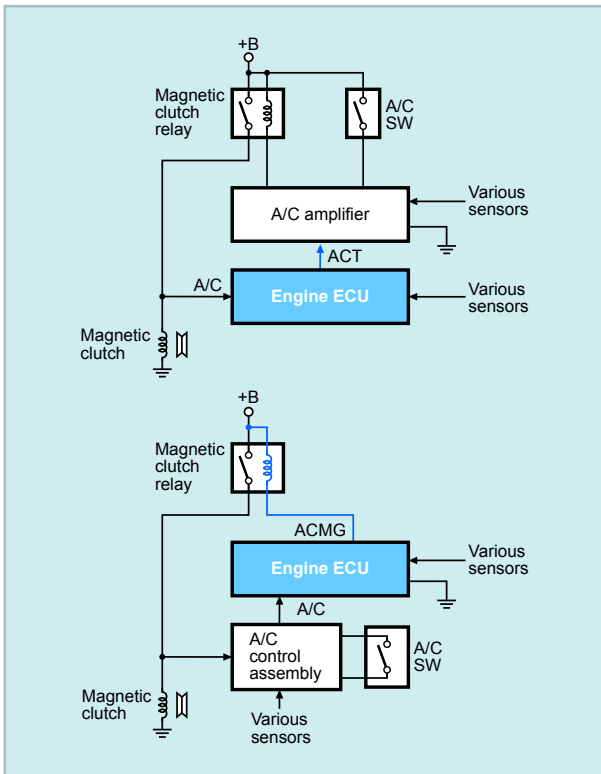 +B
Magnetic
clutch
relay
A/C
SW
A/C amplifier
Various
sensors
ACT
A/C
Engine ECU
Various
sensors
Magnetic
clutch
+B
Magnetic
clutch
relay
ACMG
Engine ECU
Various
sensors
A/C
A/C
control
assembly
A/C
SW
Magnetic
clutch
Various
sensors